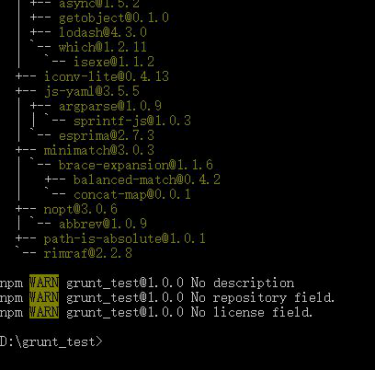 | +-- async@1.5.2
| +-- getobject@0.1.0
| +-- lodash@4.3.0
| `-- which@1.2.11
|   `-- isexe@1.1.2
+-- iconv-lite@0.4.13
+-- js-yaml@3.5.5
| +-- argparse@1.0.9
| | `-- sprintf-js@1.0.3
| `-- esprima@2.7.3
+-- minimatch@3.0.3
| `-- brace-expansion@1.1.6
|   +-- balanced-match@0.4.2
|   `-- concat-map@0.0.1
+-- nopt@3.0.6
| `-- abbrev@1.0.9
+-- path-is-absolute@1.0.1
`-- rimraf@2.2.8
npm WARN grunt_test@1.0.0 No description
npm WARN grunt_test@1.0.0 No repository field.
npm WARN grunt_test@1.0.0 No license field.
D:\grunt_test>